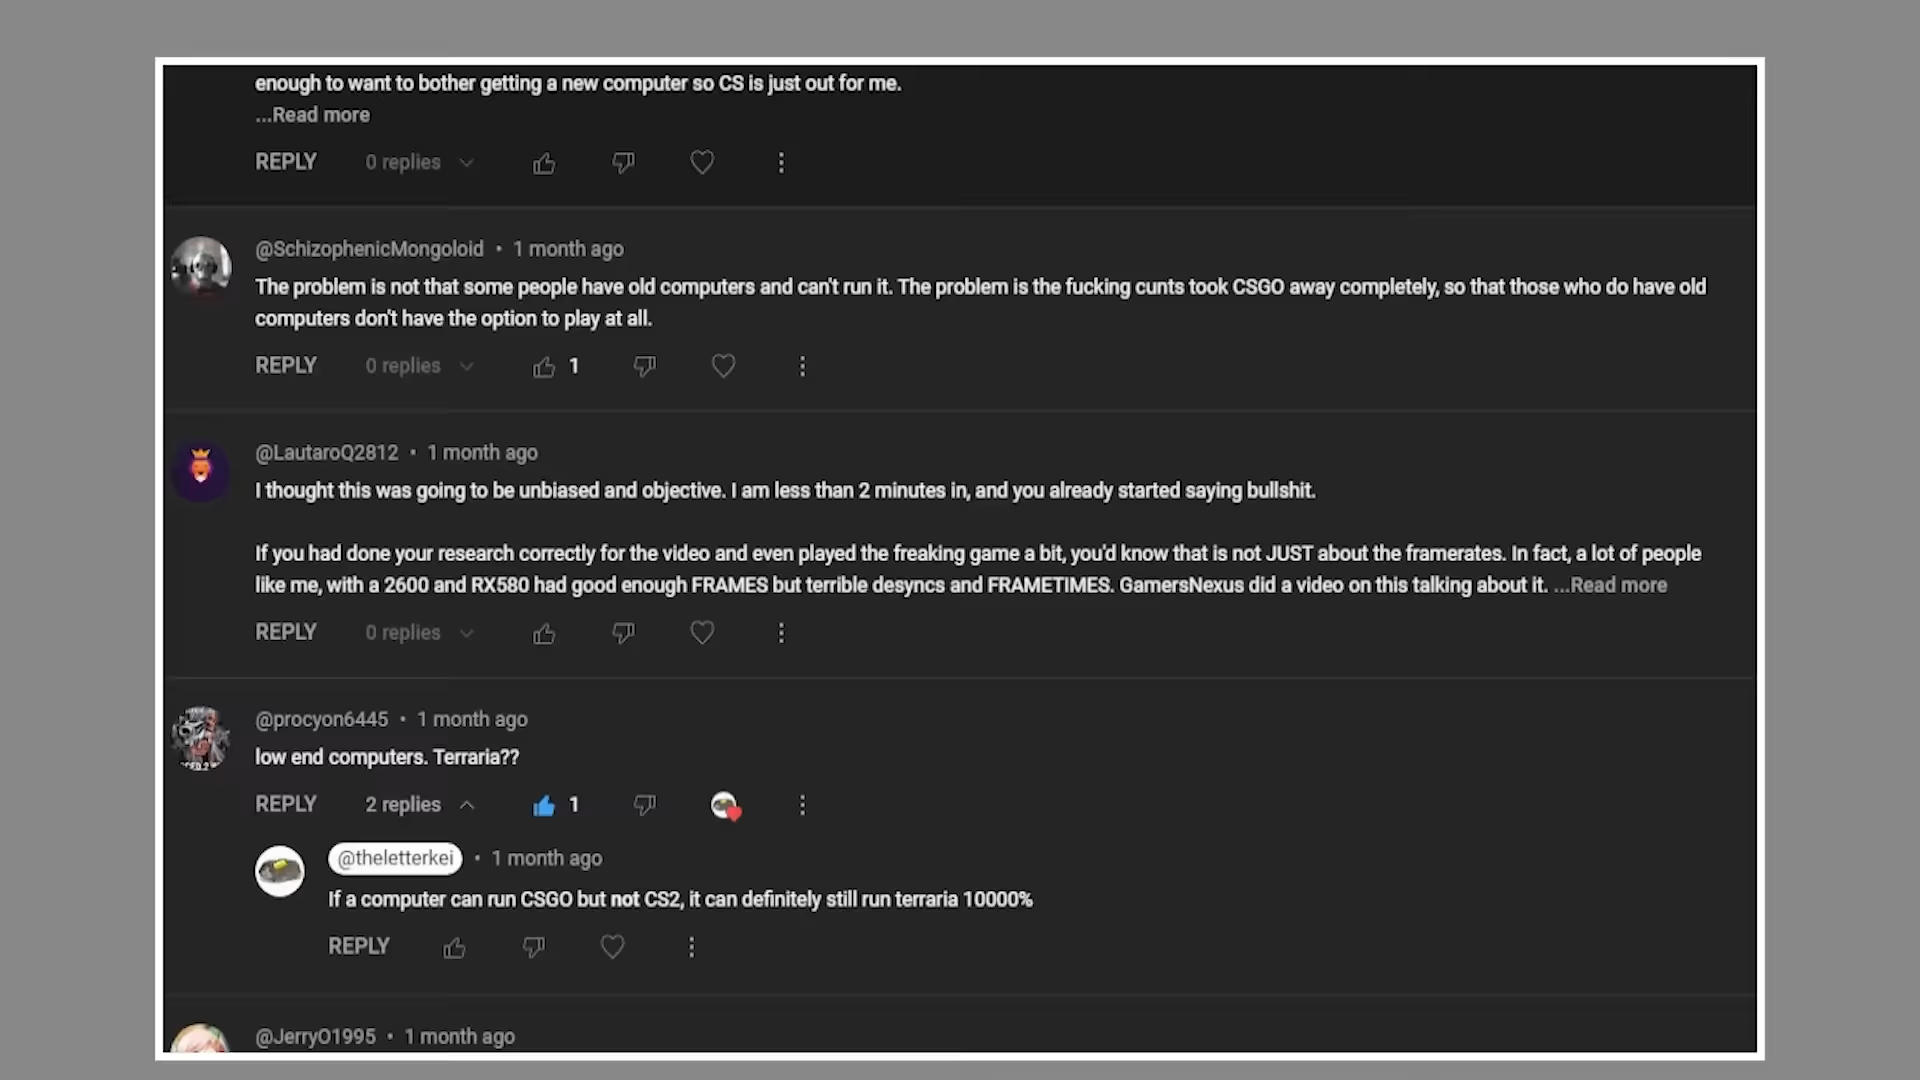 enough to want to bother getting a new computer so CS is just out for me.
...Read more
REPLY 0 replies
@SchizophenicMongoloid • 1 month ago
The problem is not that some people have old computers and can't run it. The problem is the fucking cunts took CSGO away completely, so that those who do have old
computers don't have the option to play at all.
REPLY 0 replies 1
@LautaroQ2812 • 1 month ago
I thought this was going to be unbiased and objective. I am less than 2 minutes in, and you already started saying bullshit.
If you had done your research correctly for the video and even played the freaking game a bit, you'd know that is not JUST about the framerates. In fact, a lot of people
like me, with a 2600 and RX580 had good enough FRAMES but terrible desyncs and FRAMETIMES. GamersNexus did a video on this talking about it. ...Read more
REPLY 0 replies
@procyon6445 • 1 month ago
low end computers. Terraria??
REPLY 2 replies 1
@theletterkei • 1 month ago
If a computer can run CSGO but not CS2, it can definitely still run terraria 10000%
REPLY
@JerryO1995 • 1 month ago